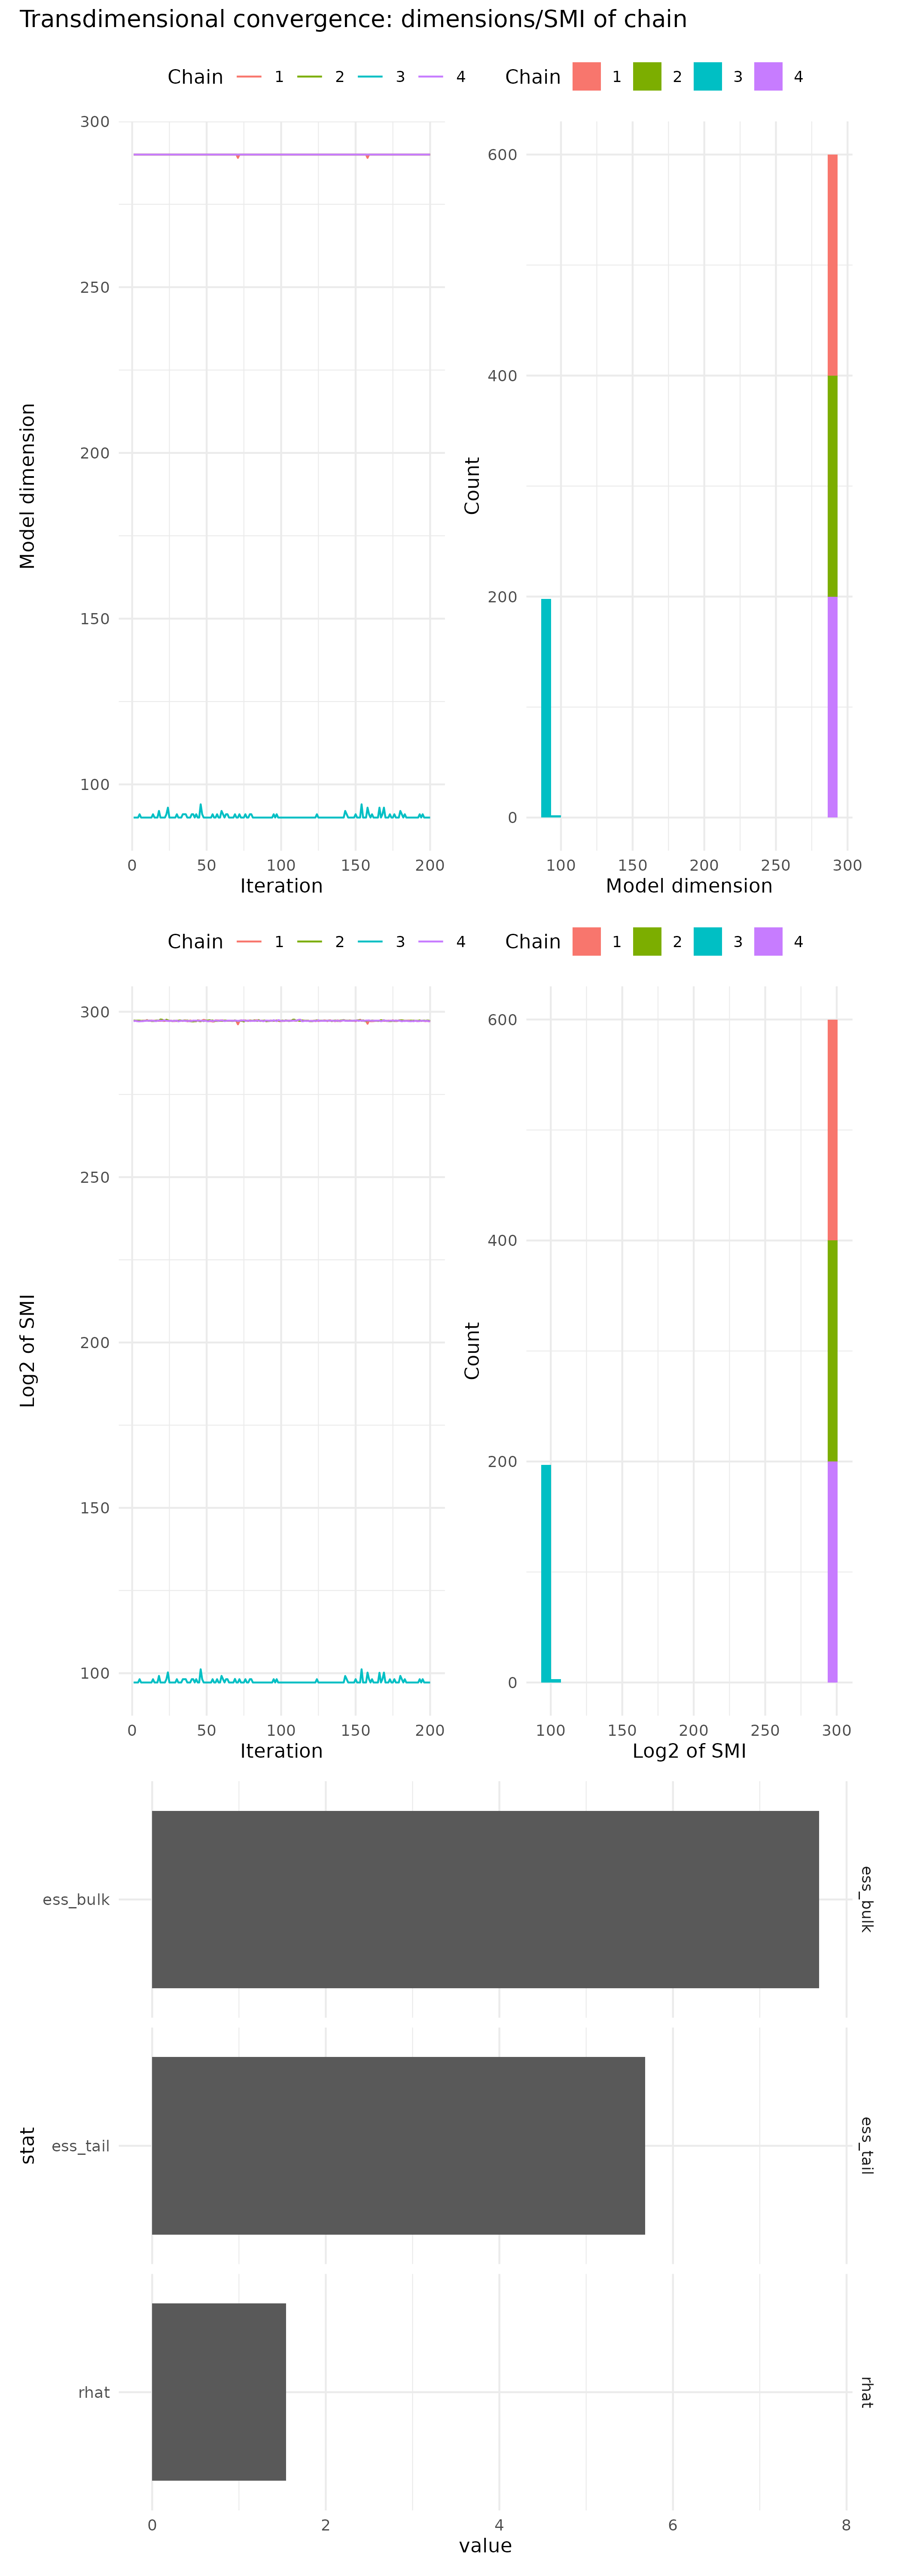 Transdimensional convergence: dimensions/SMI of chain
Chain 1 2 3 4
Chain 1 2 3 4
300
250
200
150
100
Model dimension
0 50 100 150 200
Iteration
600
400
200
0
Count
100 150 200 250 300
Model dimension
Chain 1 2 3 4
Chain 1 2 3 4
300
250
200
150
100
Log2 of SMI
0 50 100 150 200
Iteration
600
400
200
0
Count
100 150 200 250 300
Log2 of SMI
stat
ess_bulk
ess_bulk
ess_tail
ess_tail
rhat
rhat
0 2 4 6 8
value